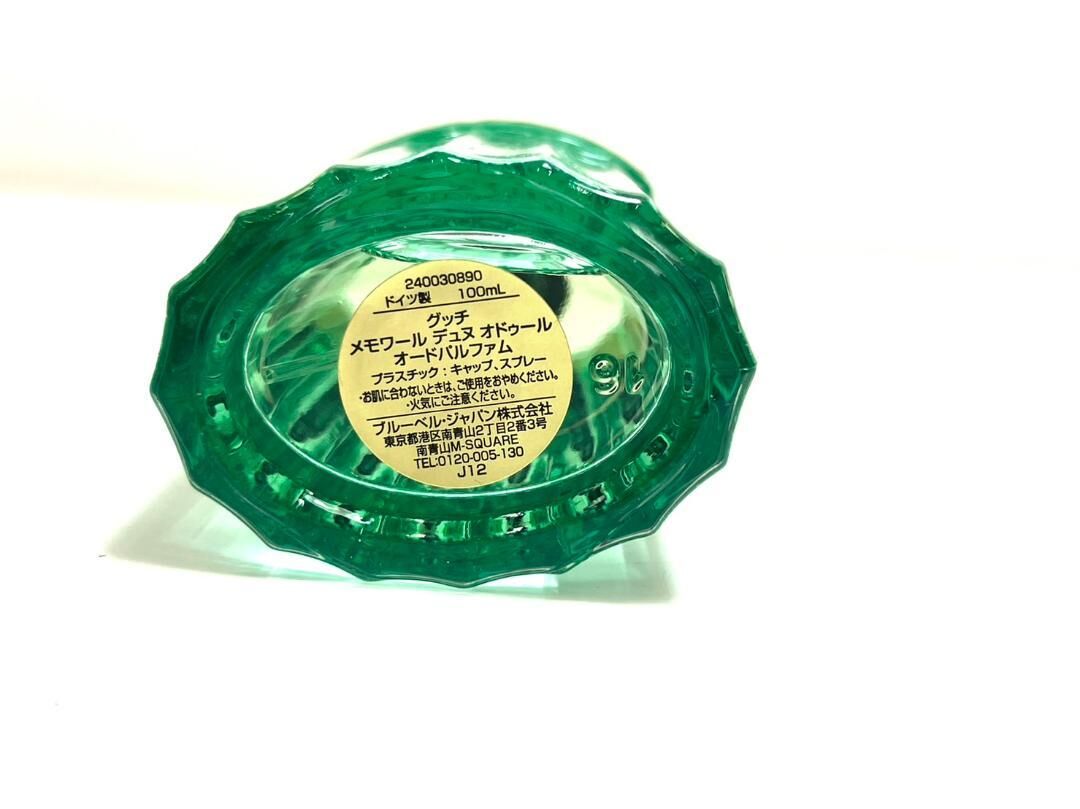 240030890
ドイツ製 100mL
グッチ
メモワール デュヌ オドゥール
オードパルファム
プラスチック:キャップ、スプレー
・お肌に合わないときは、ご使用をおやめください。
・火気にご注意ください。
ブルーベル・ジャパン株式会社
東京都港区南青山2丁目2番3号
南青山M-SQUARE
TEL:0120-005-130
J12
16